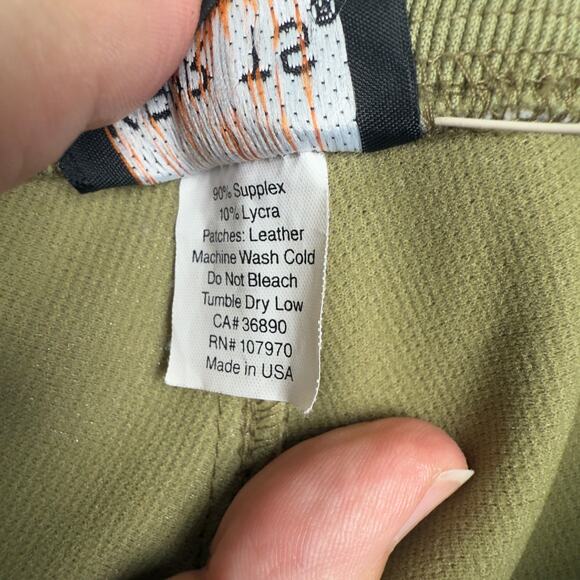 90% Supplex
10% Lycra
Patches: Leather
Machine Wash Cold
Do Not Bleach
Tumble Dry Low
CA# 36890
RN# 107970
Made in USA